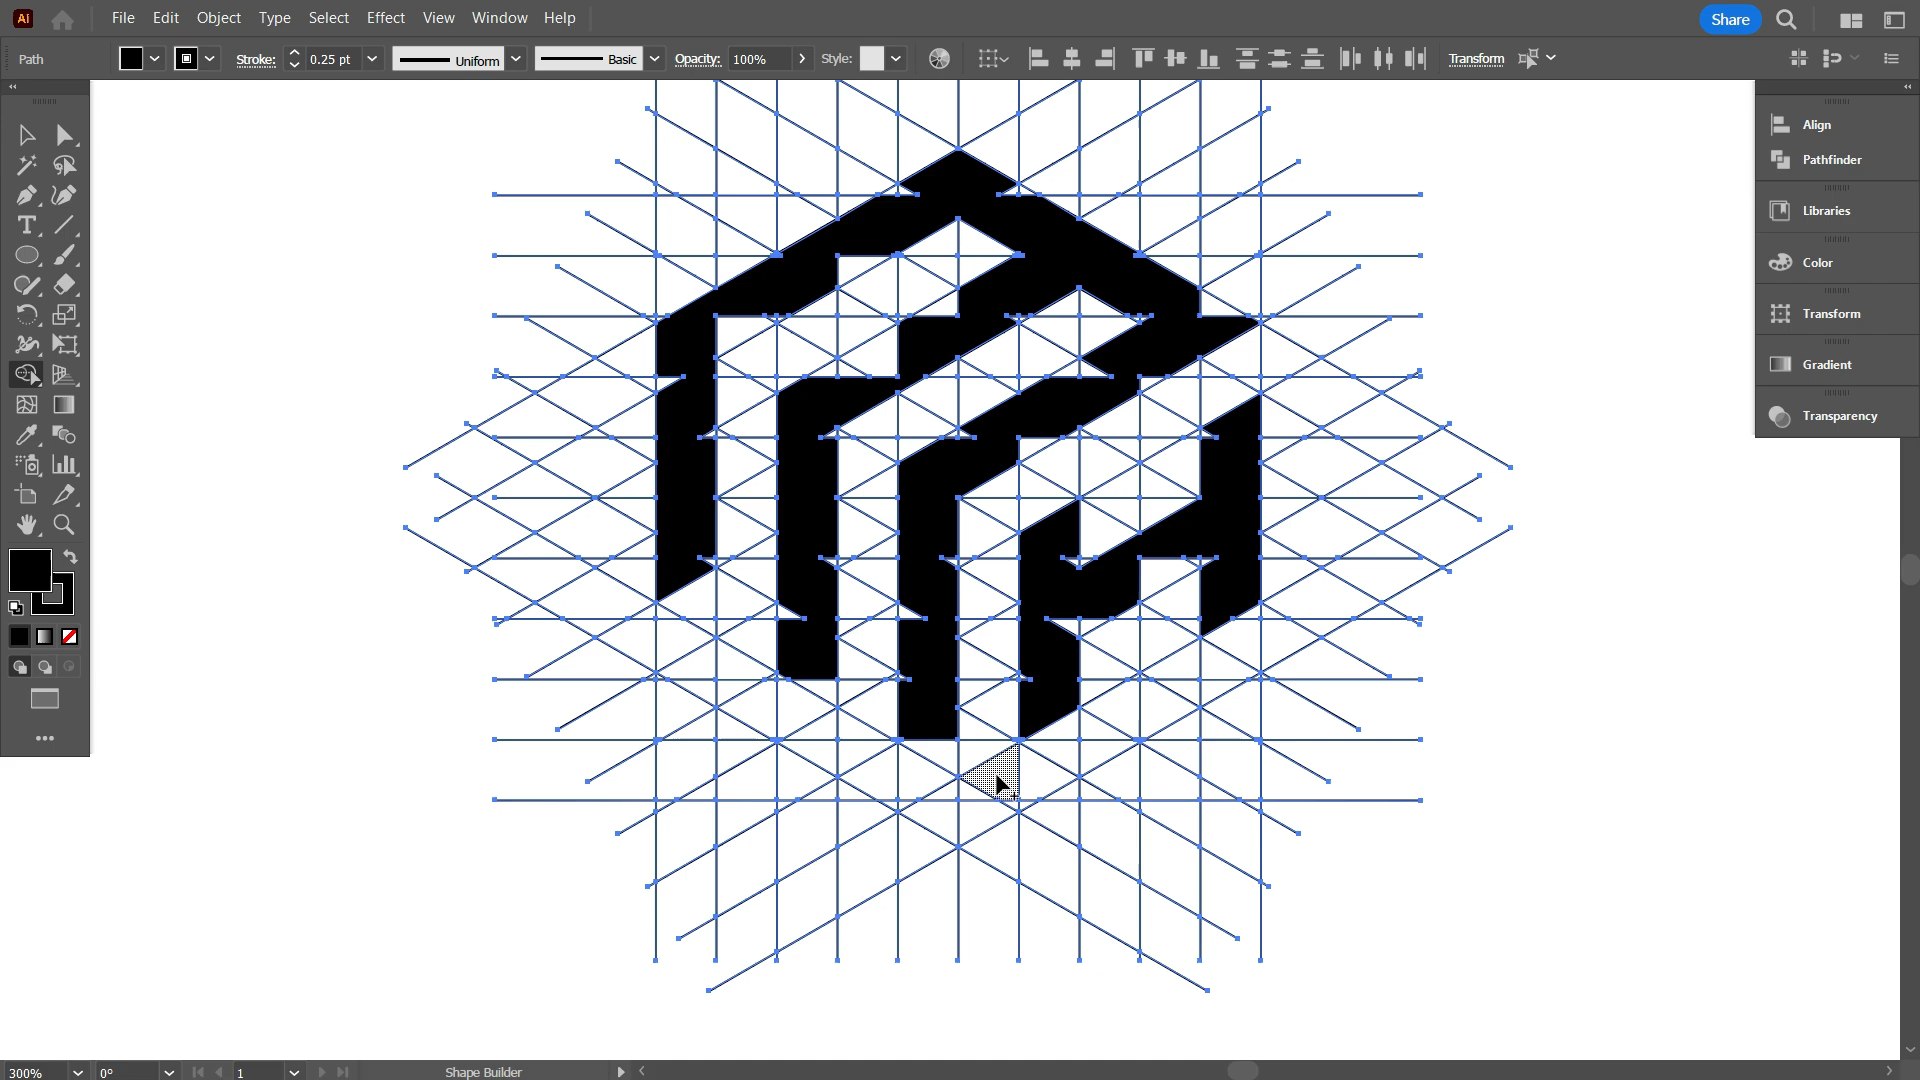 Ai File Edit Object Type Select Effect View Window Help Share
Path Stroke: 0.25 pt Uniform Basic Opacity: 100% Style: Transform
Align
Pathfinder
Libraries
Color
Transform
Gradient
Transparency
300% 0° 1 Shape Builder